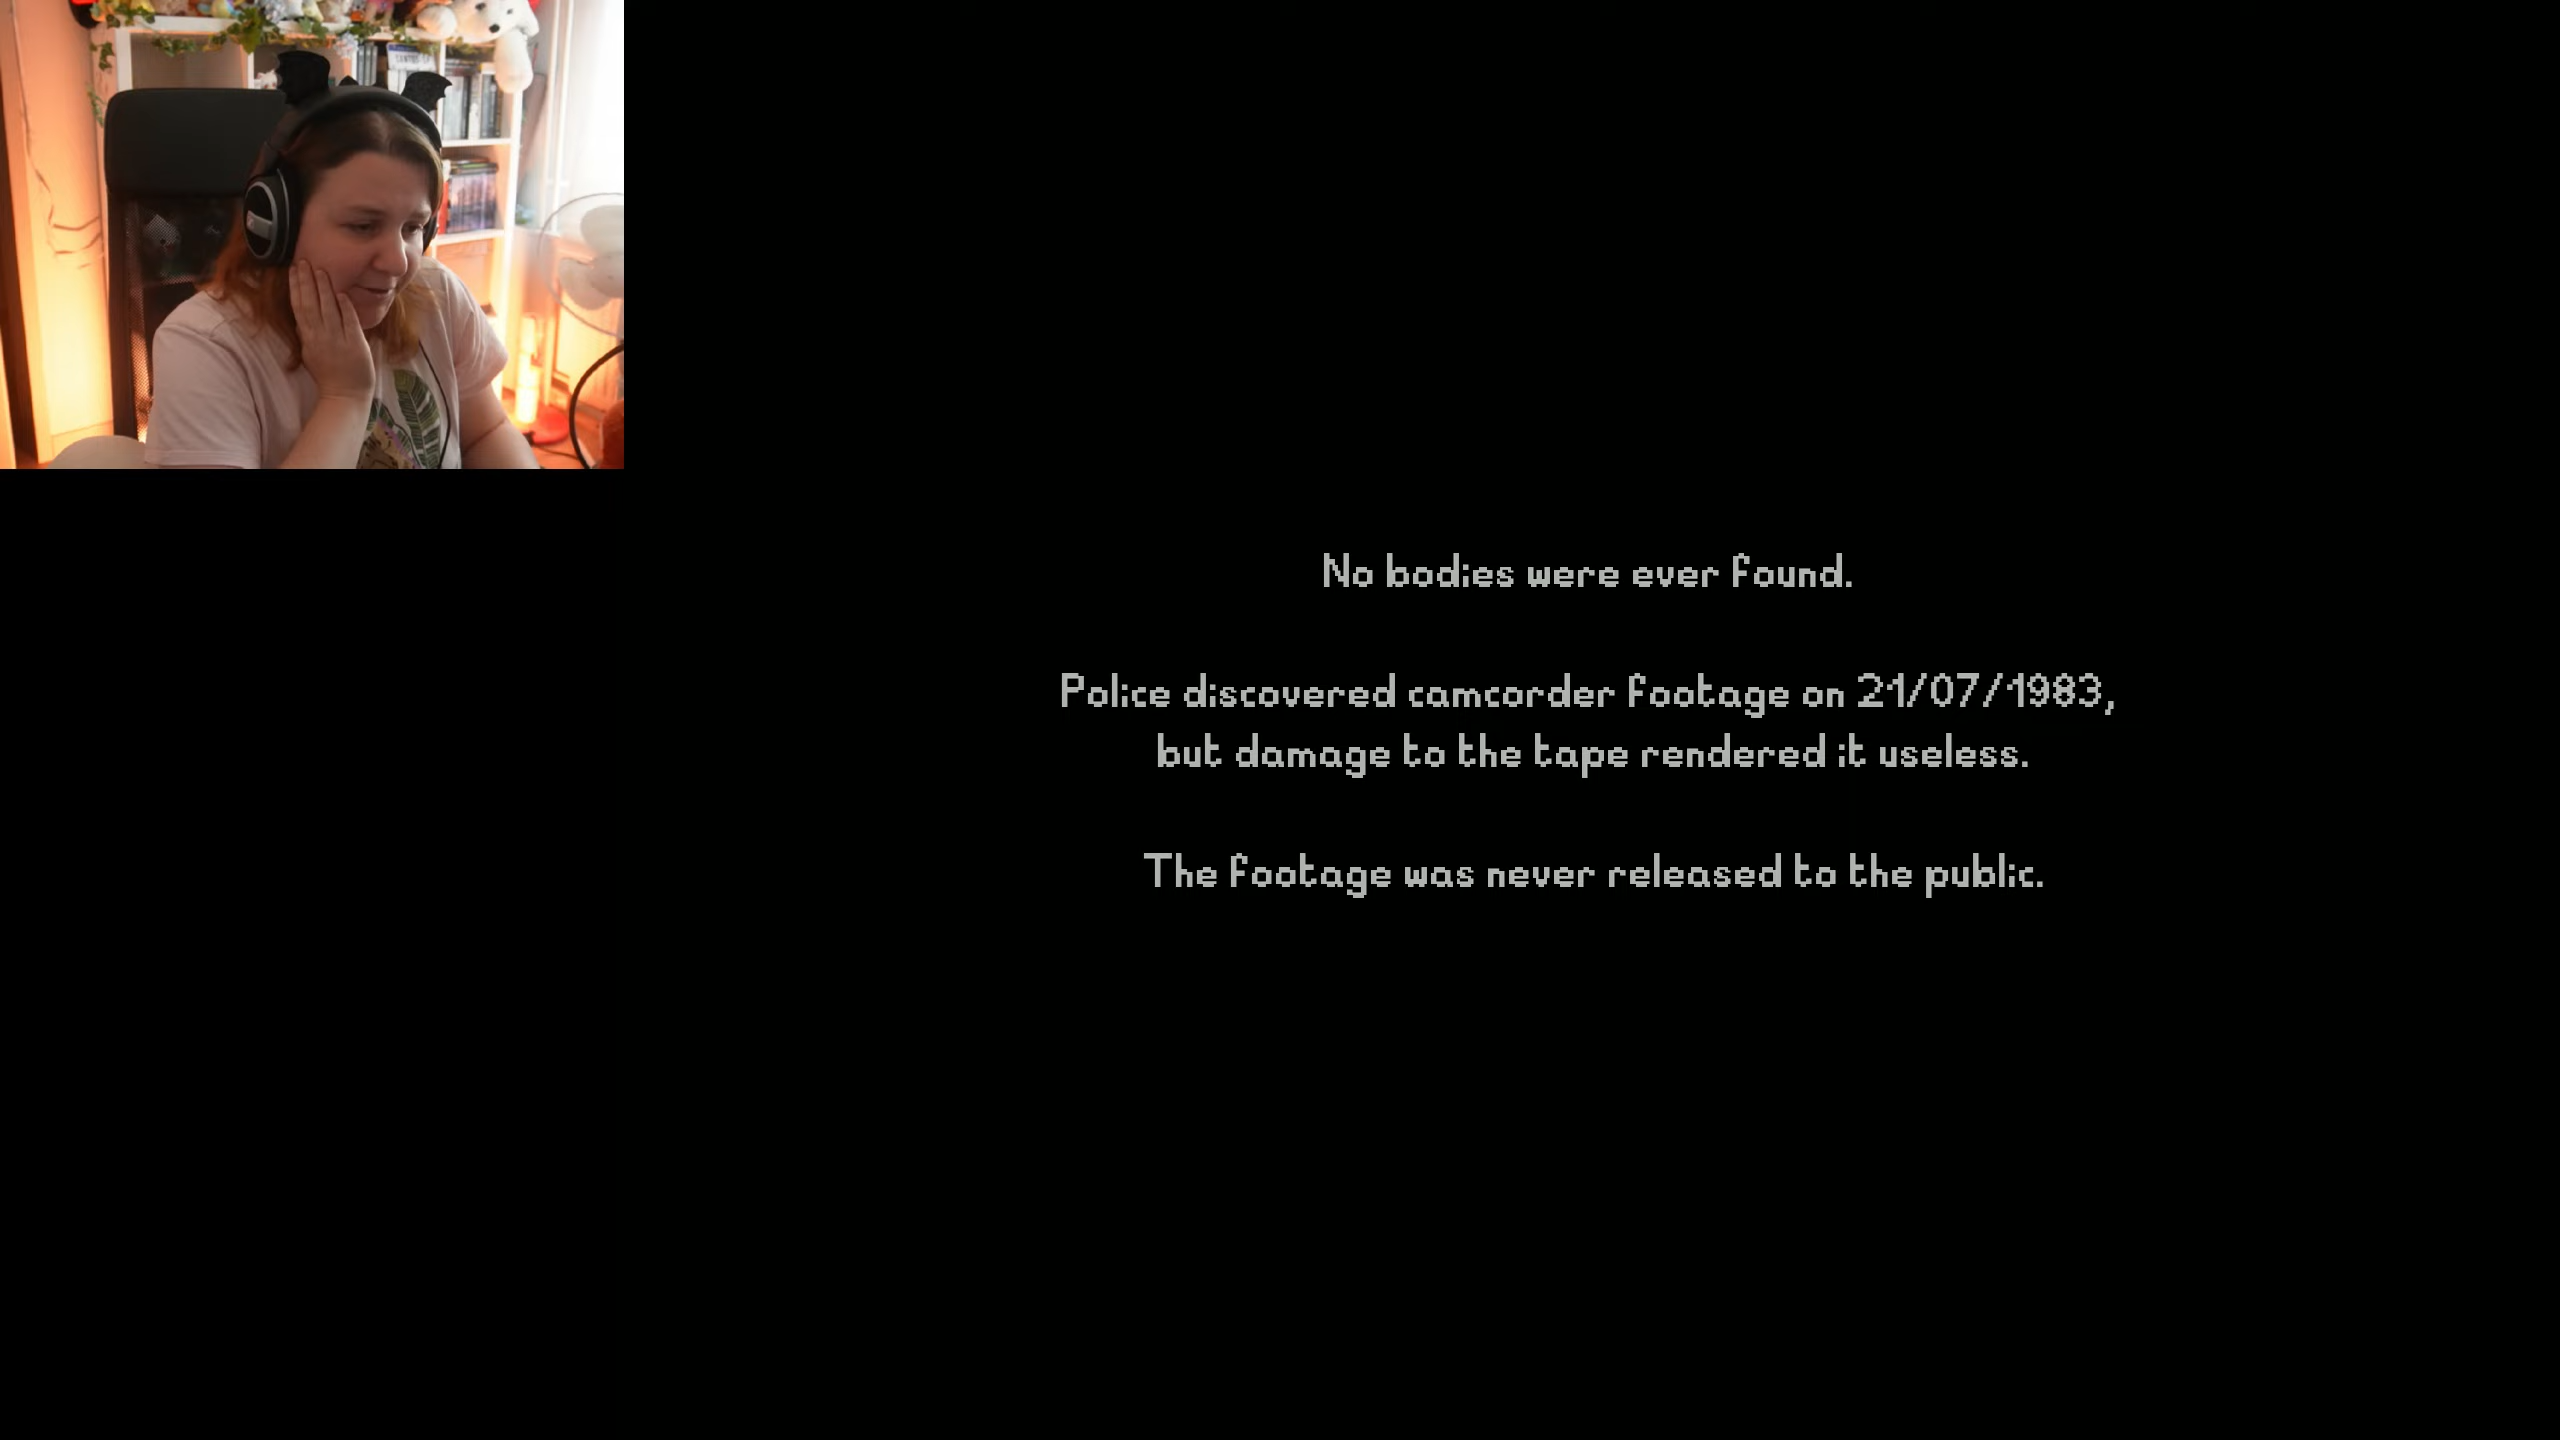 No bodies were ever found.
Police discovered camcorder footage on 21/07/1983,
but damage to the tape rendered it useless.
The footage was never released to the public.